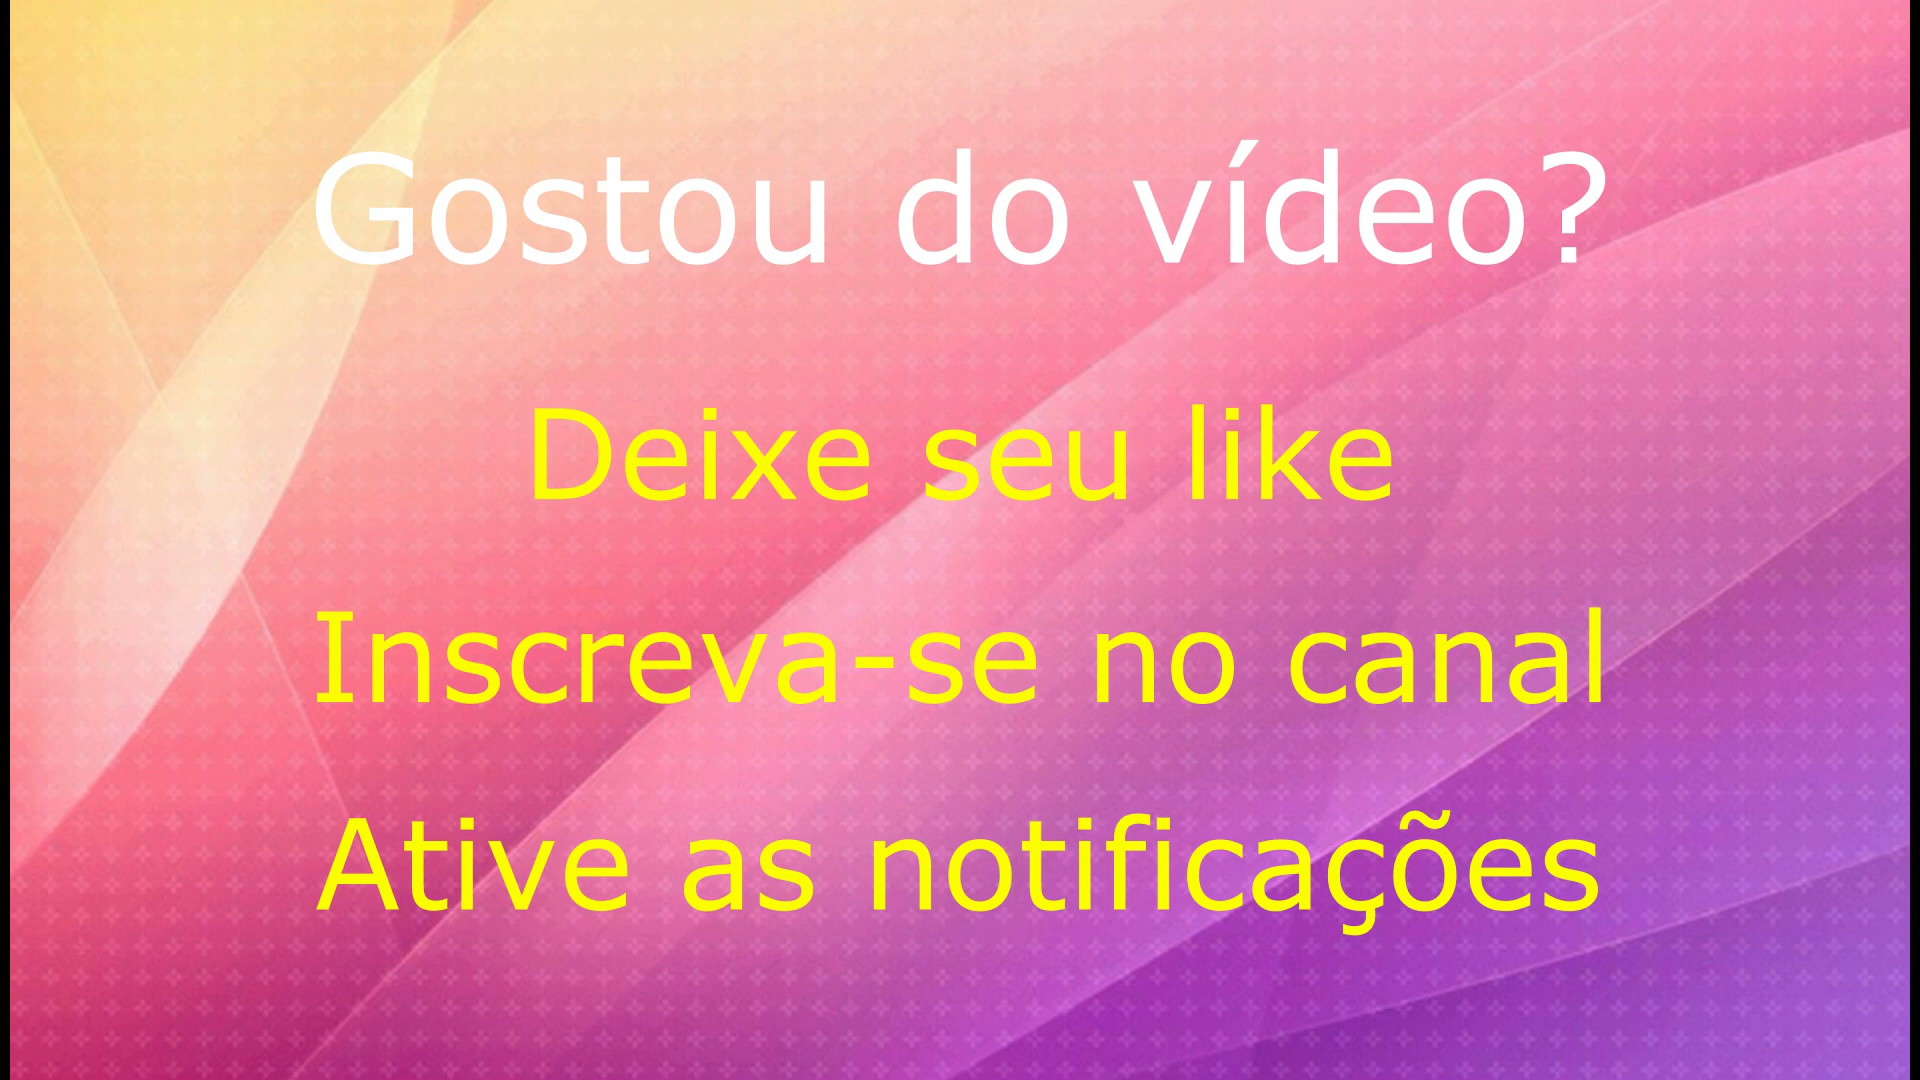 Gostou do vídeo?
Deixe seu like
Inscreva-se no canal
Ative as notificações